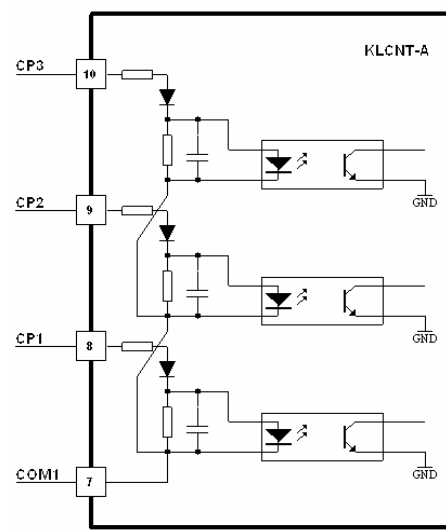 KLCNT-A
CP3
10
GND
CP2
9
GND
CP1
8
GND
COM1
7